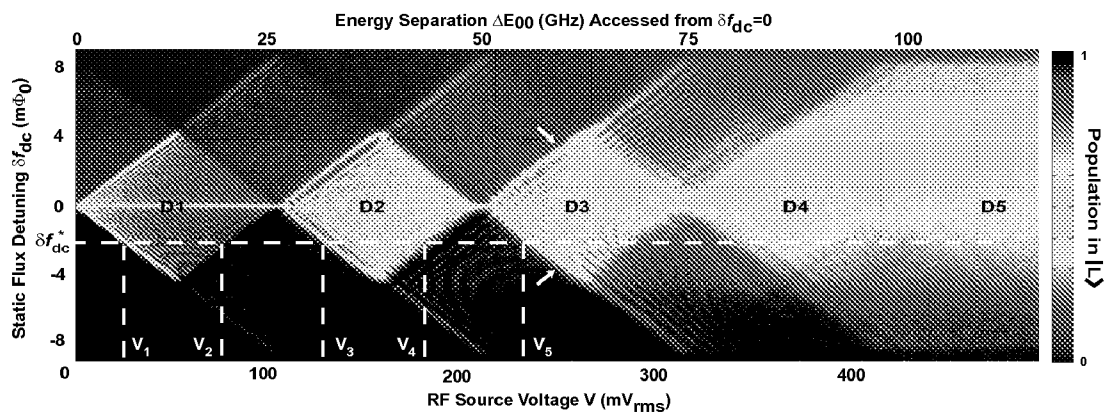 Energy Separation ΔE00 (GHz) Accessed from δfdc=0
0 25 50 75 100
8
4
0
-4
-8
Static Flux Detuning δfdc (mΦ0)
δfdc*
D1 D2 D3 D4 D5
V1 V2 V3 V4 V5
0 100 200 300 400
RF Source Voltage V (mVrms)
1
Population in |L⟩
0